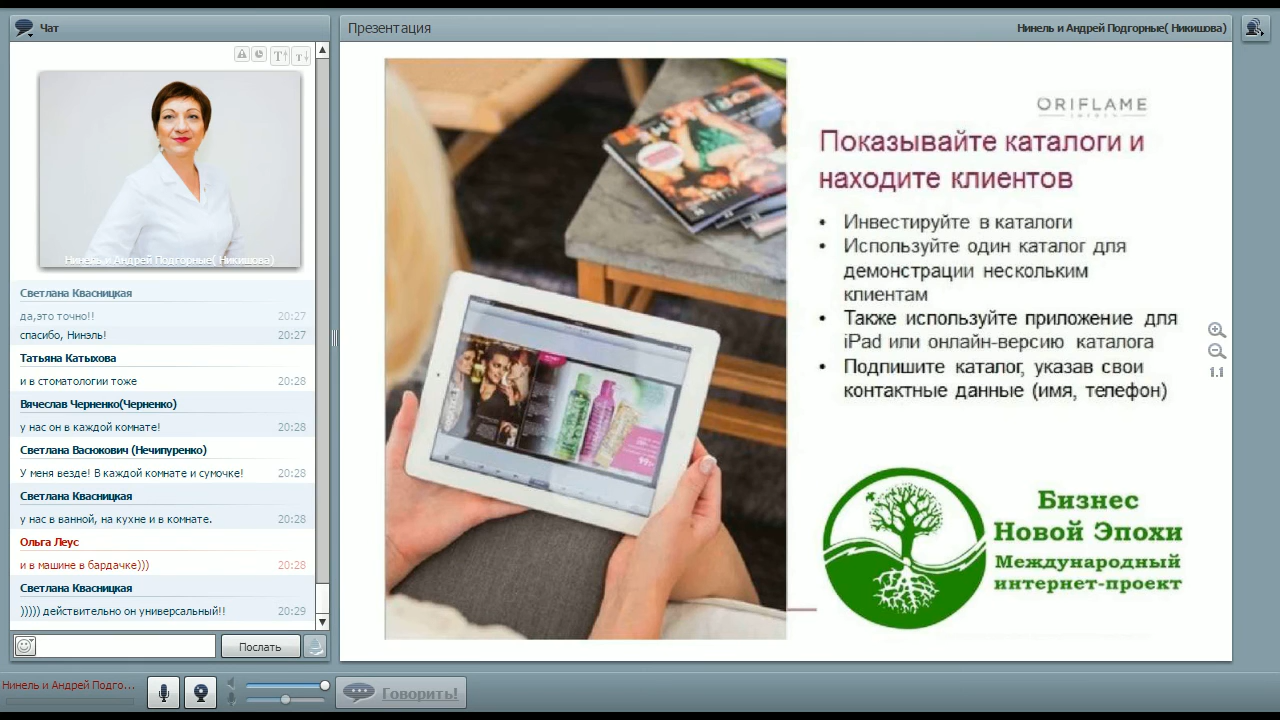 Чат
Нинель и Андрей Подгорные( Никишова)
Светлана Квасницкая
да,это точно!! 20:27
спасибо, Нинэль! 20:27
Татьяна Катыхова
и в стоматологии тоже 20:28
Вячеслав Черненко(Черненко)
у нас он в каждой комнате! 20:28
Светлана Васюкович (Нечипуренко)
У меня везде! В каждой комнате и сумочке! 20:28
Светлана Квасницкая
у нас в ванной, на кухне и в комнате. 20:28
Ольга Леус
и в машине в бардачке))) 20:28
Светлана Квасницкая
))))) действительно он универсальный!! 20:29
Послать
Нинель и Андрей Подго...
Говорить!
Презентация
Нинель и Андрей Подгорные( Никишова)
ORIFLAME
SWEDEN
Показывайте каталоги и
находите клиентов
• Инвестируйте в каталоги
• Используйте один каталог для
демонстрации нескольким
клиентам
• Также используйте приложение для
iPad или онлайн-версию каталога
• Подпишите каталог, указав свои
контактные данные (имя, телефон)
Бизнес
Новой Эпохи
Международный
интернет-проект
1.1